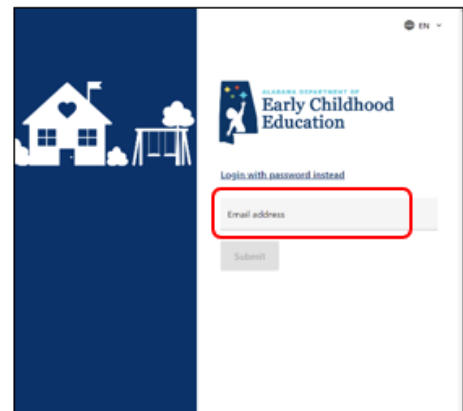 EN
ALABAMA DEPARTMENT OF
Early Childhood
Education
Login with password instead
Email address
Submit